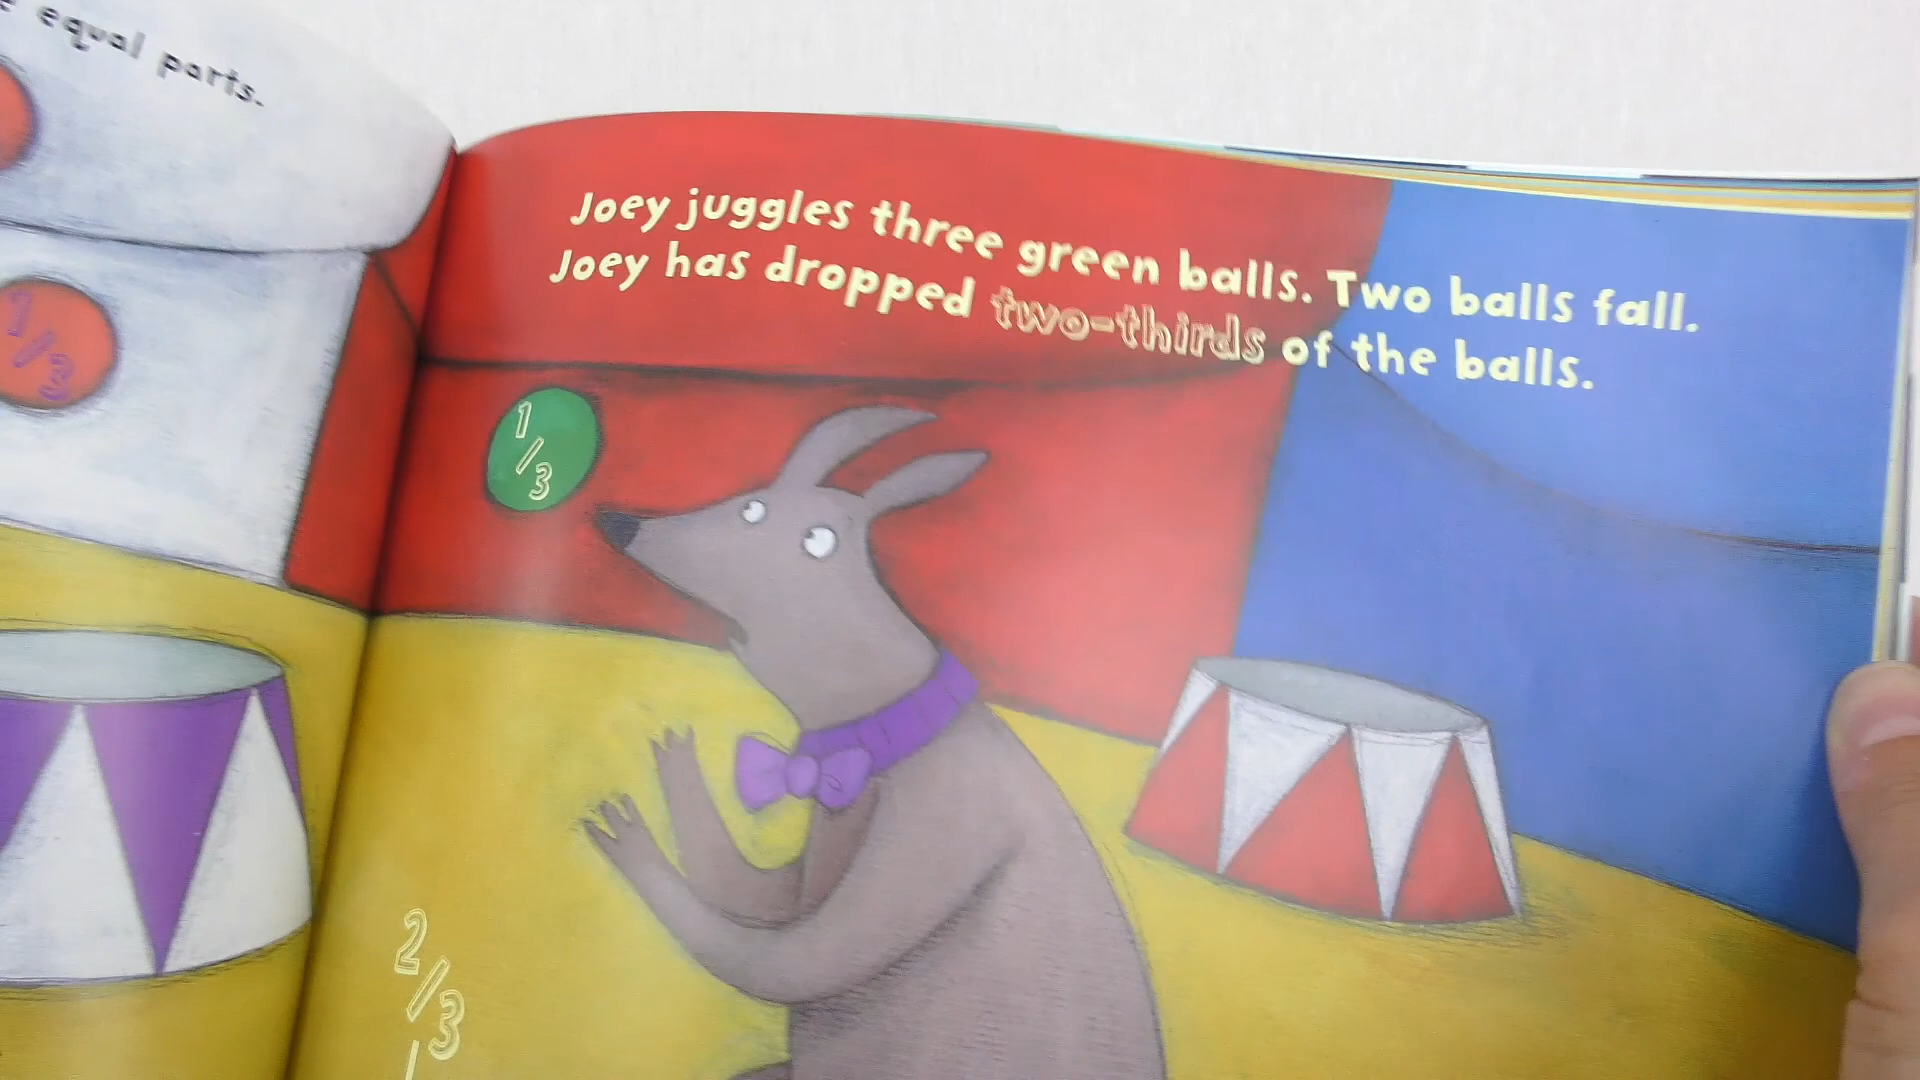 equal parts.
1/3
Joey juggles three green balls. Two balls fall.
Joey has dropped two-thirds of the balls.
1/3
2/3